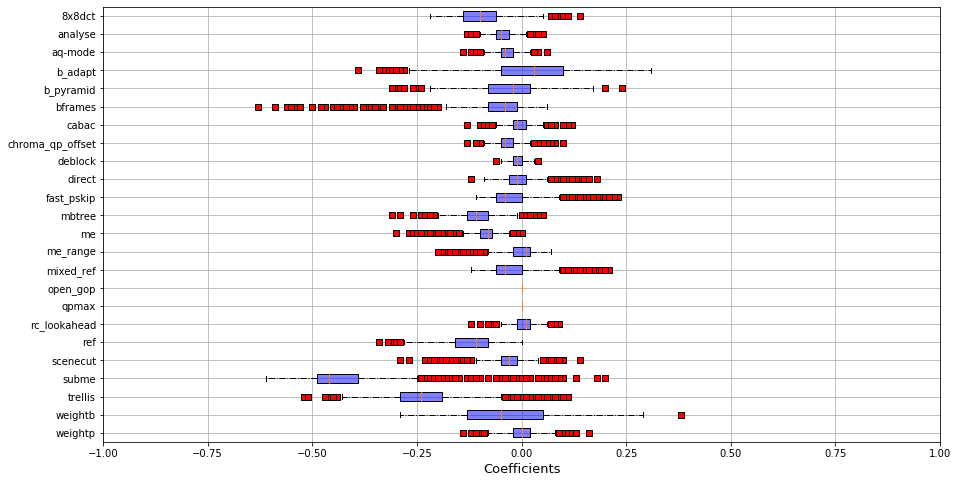 8x8dct
analyse
aq-mode
b_adapt
b_pyramid
bframes
cabac
chroma_qp_offset
deblock
direct
fast_pskip
mbtree
me
me_range
mixed_ref
open_gop
qpmax
rc_lookahead
ref
scenecut
subme
trellis
weightb
weightp
−1.00 −0.75 −0.50 −0.25 0.00 0.25 0.50 0.75 1.00
Coefficients